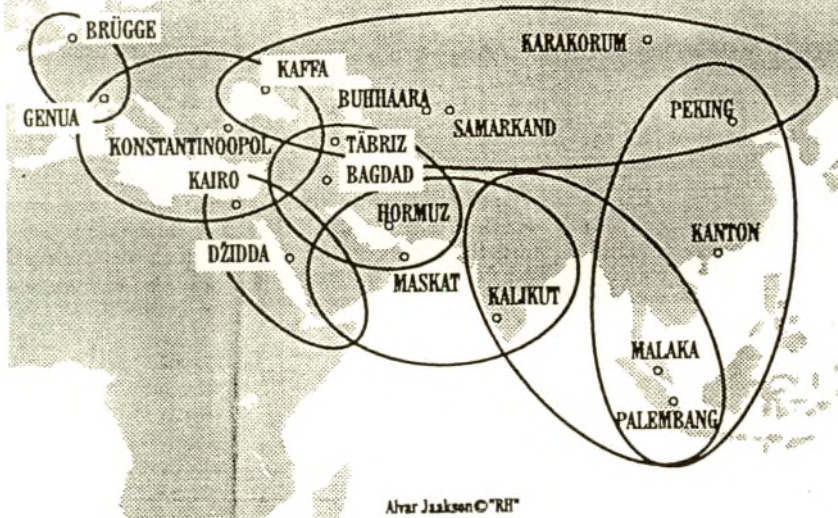 BRÜGGE
KARAKORUM
KAFFA
BUHHAARA
GENUA
SAMARKAND
PEKING
KONSTANTINOOPOL
TÄBRIZ
KAIRO
BAGDAD
HORMUZ
KANTON
DŽIDDA
MASKAT
KALIKUT
MALAKA
PALEMBANG
Alvar Jaakson © "RH"